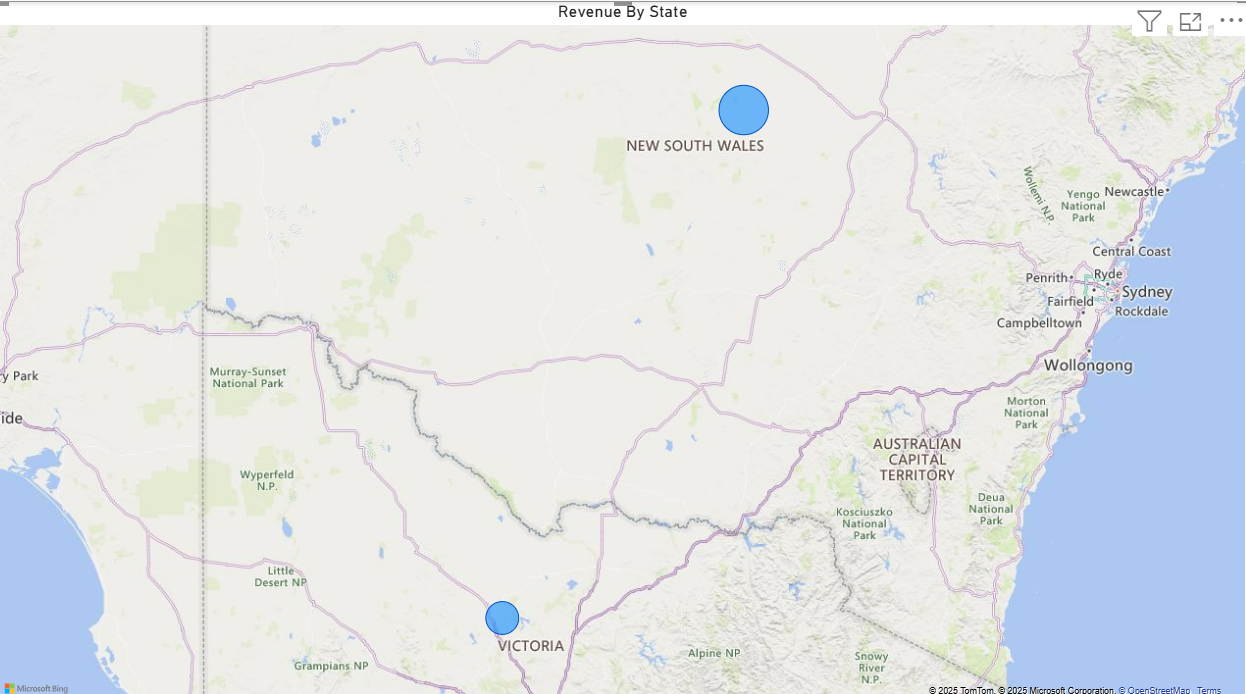 Revenue By State
NEW SOUTH WALES
Wollemi N.P.
Yengo
National
Park
Newcastle
Central Coast
Penrith
Ryde
Sydney
Fairfield
Rockdale
Campbelltown
Wollongong
Murray-Sunset
National Park
y Park
ide
Morton
National
Park
AUSTRALIAN
CAPITAL
TERRITORY
Wyperfeld
N.P.
Deua
National
Park
Kosciuszko
National
Park
Little
Desert NP
VICTORIA
Grampians NP
Alpine NP
Snowy
River
N.P.
Microsoft Bing
© 2025 TomTom, © 2025 Microsoft Corporation, © OpenStreetMap Terms